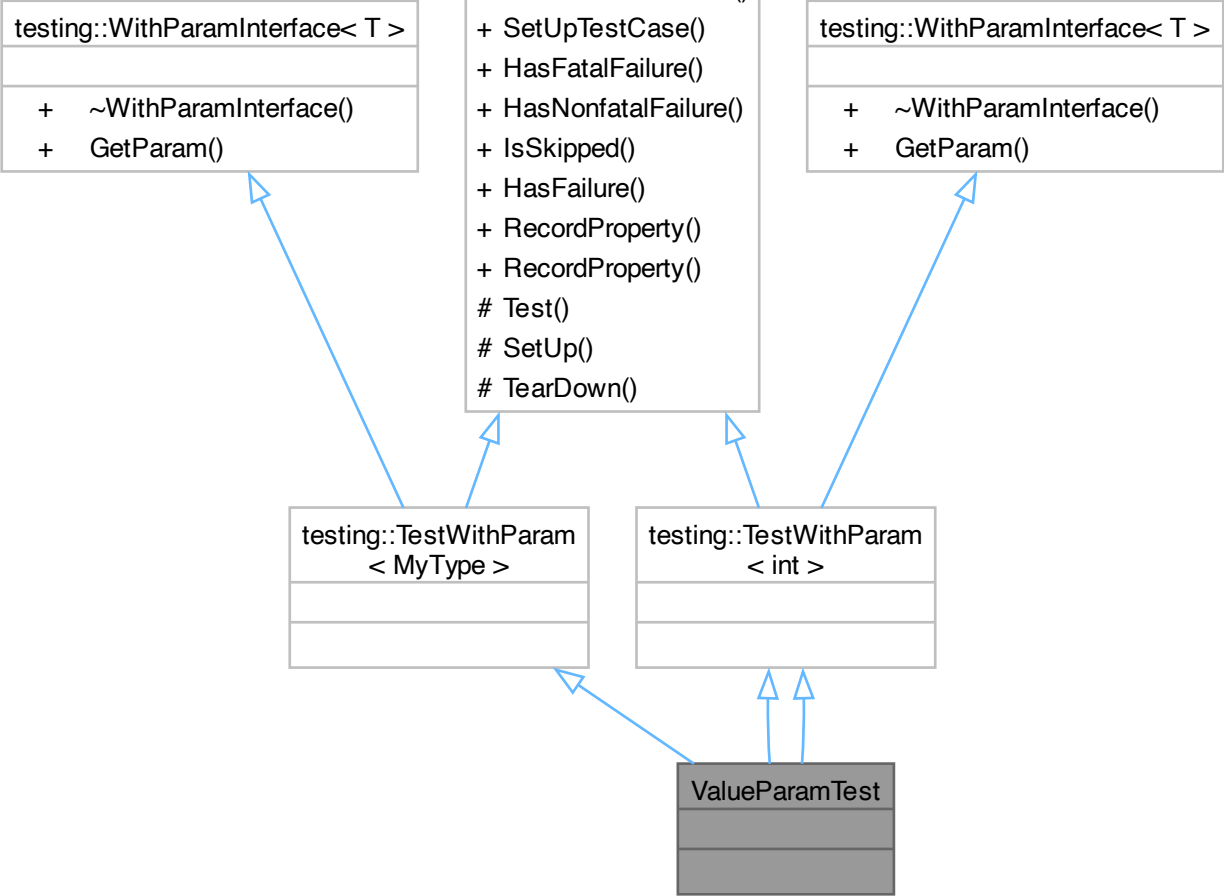 testing::WithParamInterface< T >
+ ~WithParamInterface()
+ GetParam()
+ SetUpTestCase()
+ HasFatalFailure()
+ HasNonfatalFailure()
+ IsSkipped()
+ HasFailure()
+ RecordProperty()
+ RecordProperty()
# Test()
# SetUp()
# TearDown()
testing::WithParamInterface< T >
+ ~WithParamInterface()
+ GetParam()
testing::TestWithParam
< MyType >
testing::TestWithParam
< int >
ValueParamTest